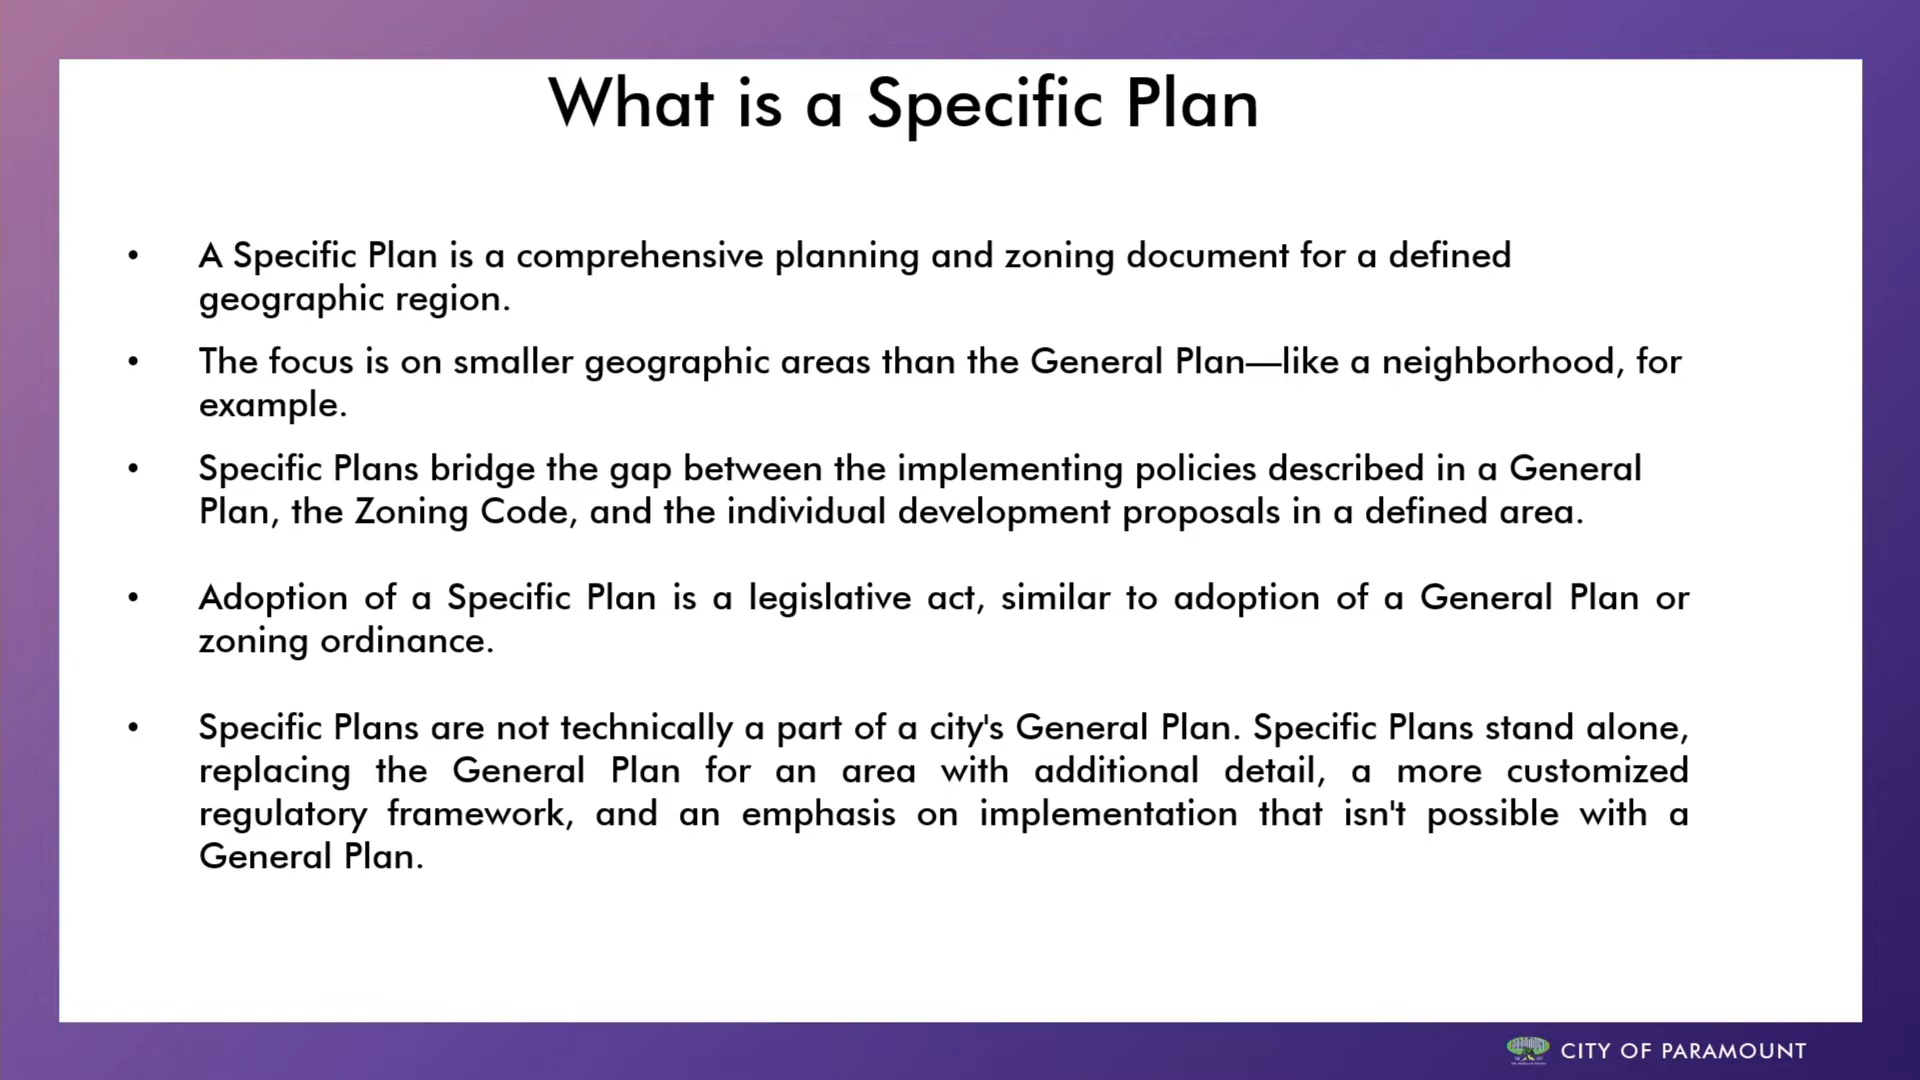 What is a Specific Plan
• A Specific Plan is a comprehensive planning and zoning document for a defined
geographic region.
• The focus is on smaller geographic areas than the General Plan—like a neighborhood, for
example.
• Specific Plans bridge the gap between the implementing policies described in a General
Plan, the Zoning Code, and the individual development proposals in a defined area.
• Adoption of a Specific Plan is a legislative act, similar to adoption of a General Plan or
zoning ordinance.
• Specific Plans are not technically a part of a city's General Plan. Specific Plans stand alone,
replacing the General Plan for an area with additional detail, a more customized
regulatory framework, and an emphasis on implementation that isn't possible with a
General Plan.
CITY OF PARAMOUNT